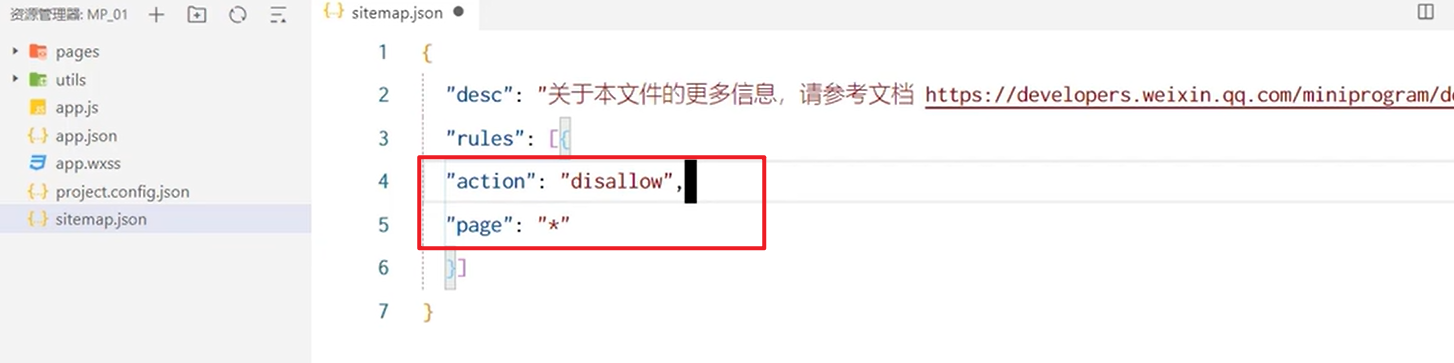 资源管理器: MP_01
sitemap.json
pages
utils
app.js
app.json
app.wxss
project.config.json
sitemap.json
1 {
2 "desc": "关于本文件的更多信息，请参考文档 https://developers.weixin.qq.com/miniprogram/de
3 "rules": [{
4 "action": "disallow",
5 "page": "*"
6 }]
7 }